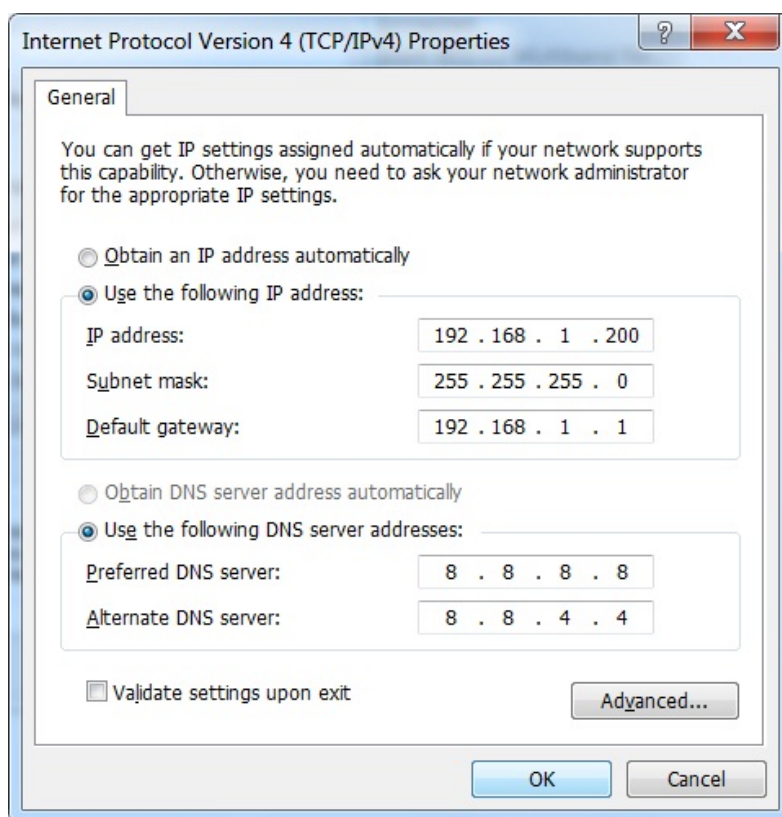 Internet Protocol Version 4 (TCP/IPv4) Properties
General
You can get IP settings assigned automatically if your network supports
this capability. Otherwise, you need to ask your network administrator
for the appropriate IP settings.
Obtain an IP address automatically
Use the following IP address:
IP address: 192 . 168 . 1 . 200
Subnet mask: 255 . 255 . 255 . 0
Default gateway: 192 . 168 . 1 . 1
Obtain DNS server address automatically
Use the following DNS server addresses:
Preferred DNS server: 8 . 8 . 8 . 8
Alternate DNS server: 8 . 8 . 4 . 4
Validate settings upon exit
Advanced...
OK Cancel